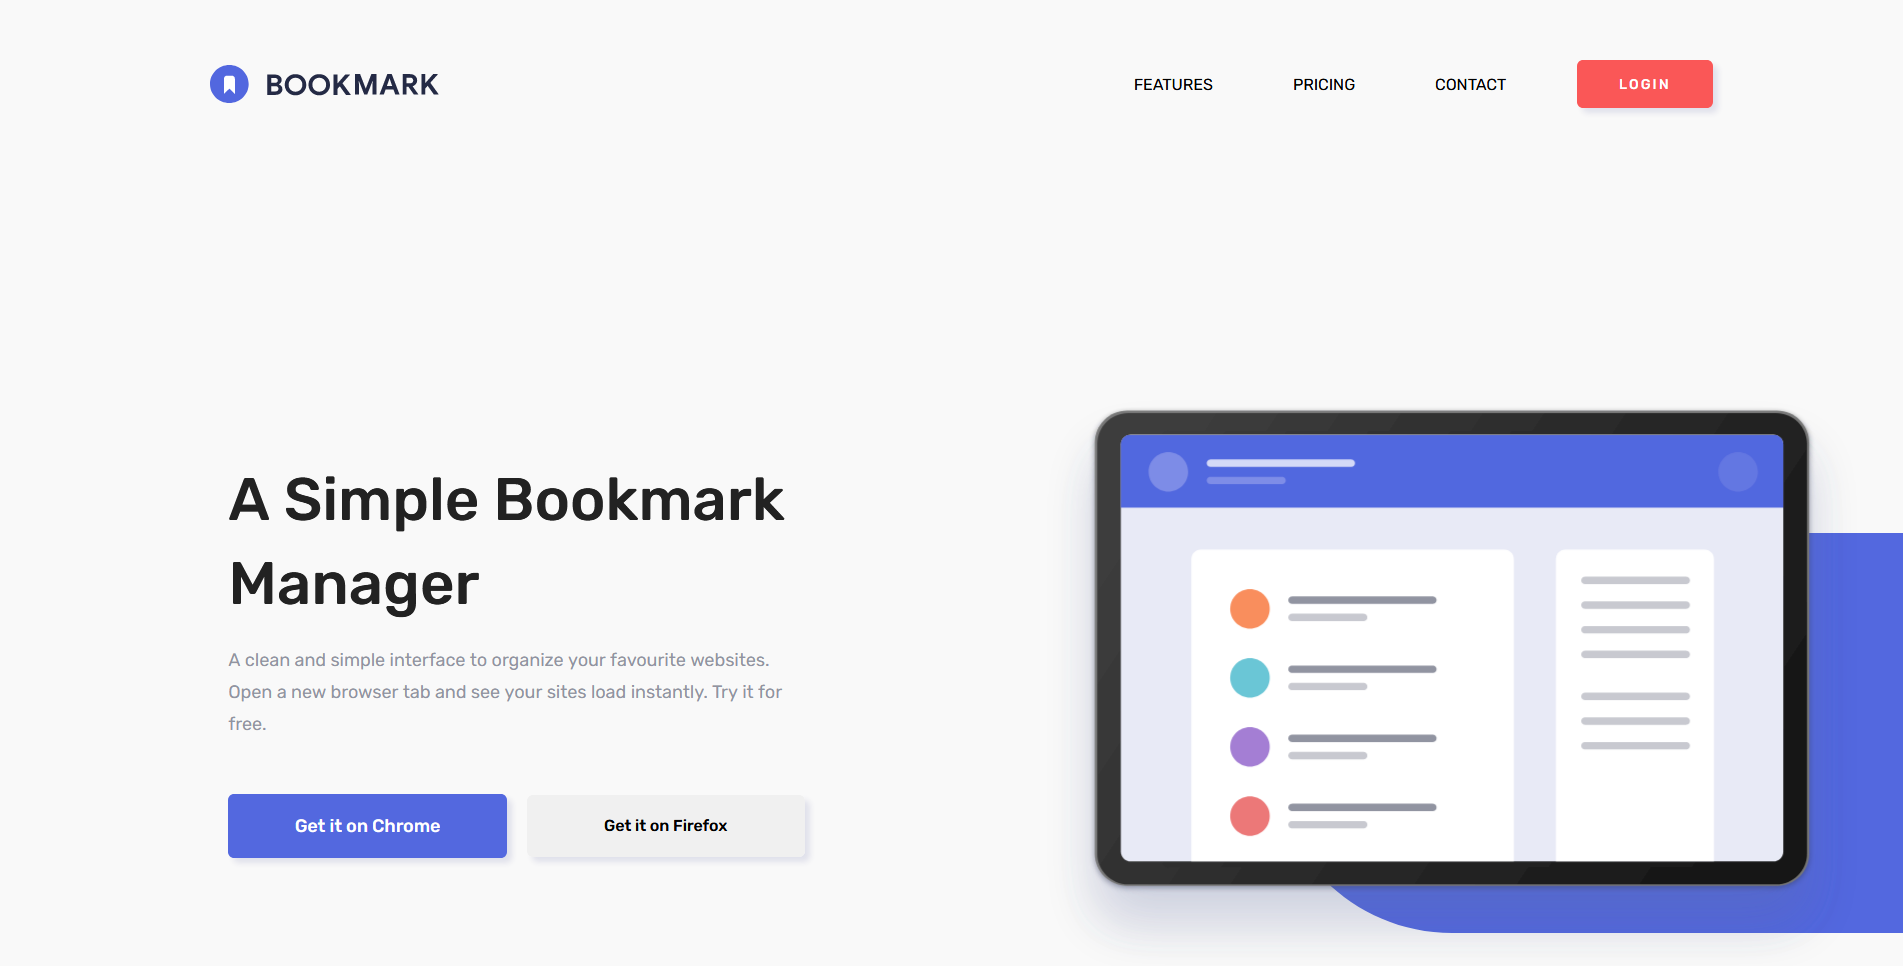 BOOKMARK
FEATURES
PRICING
CONTACT
LOGIN
A Simple Bookmark
Manager
A clean and simple interface to organize your favourite websites.
Open a new browser tab and see your sites load instantly. Try it for
free.
Get it on Chrome
Get it on Firefox